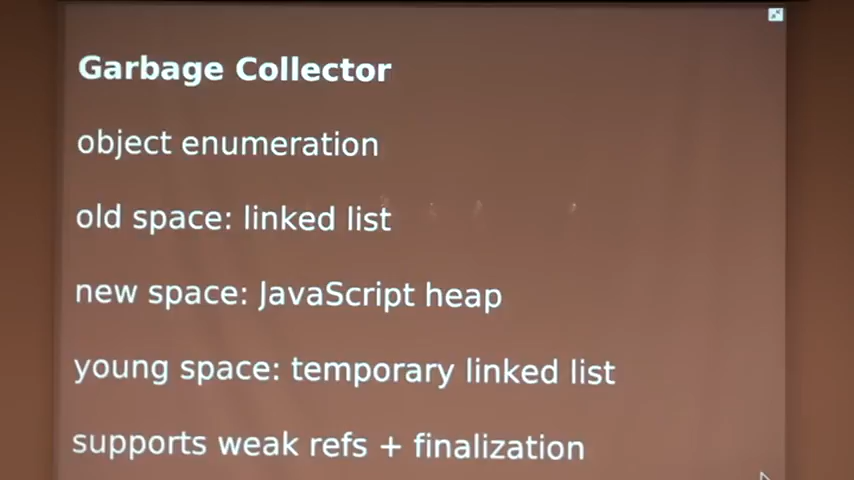 Garbage Collector
object enumeration
old space: linked list
new space: JavaScript heap
young space: temporary linked list
supports weak refs + finalization